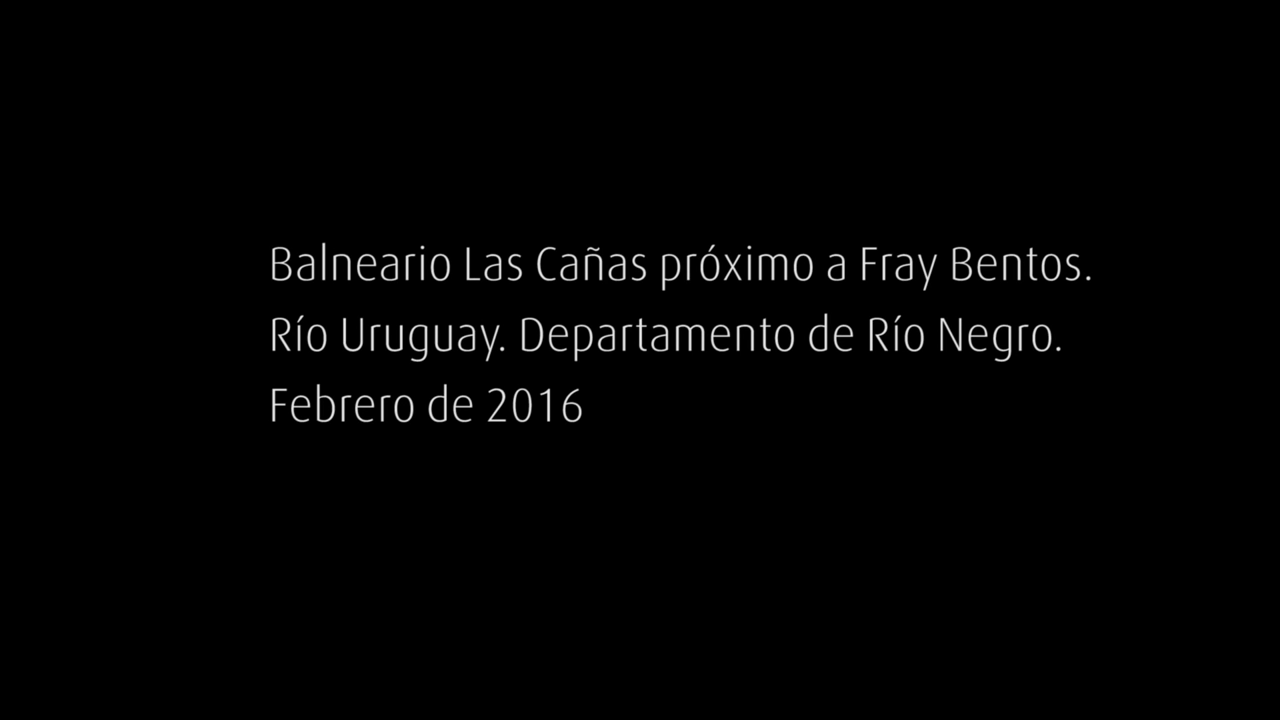 Balneario Las Cañas próximo a Fray Bentos.
Río Uruguay. Departamento de Río Negro.
Febrero de 2016